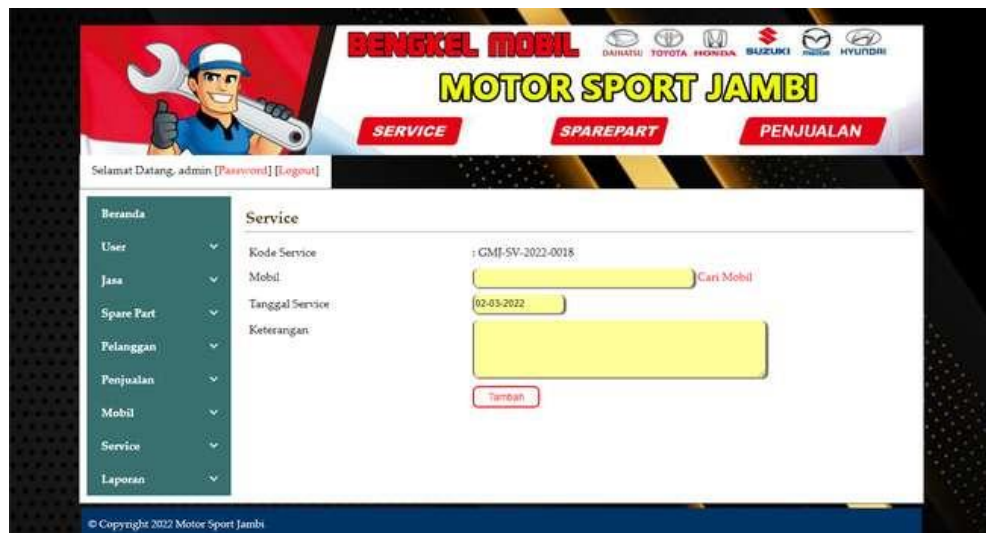 BENGKEL MOBIL DAIHATSU TOYOTA HONDA SUZUKI mazda HYUNDAI
MOTOR SPORT JAMBI
SERVICE SPAREPART PENJUALAN
Selamat Datang, admin [Password] [Logout]
Beranda
User
Jasa
Spare Part
Pelanggan
Penjualan
Mobil
Service
Laporan
Service
Kode Service : GMJ-SV-2022-0018
Mobil Cari Mobil
Tanggal Service 02-03-2022
Keterangan
Tambah
© Copyright 2022 Motor Sport Jambi